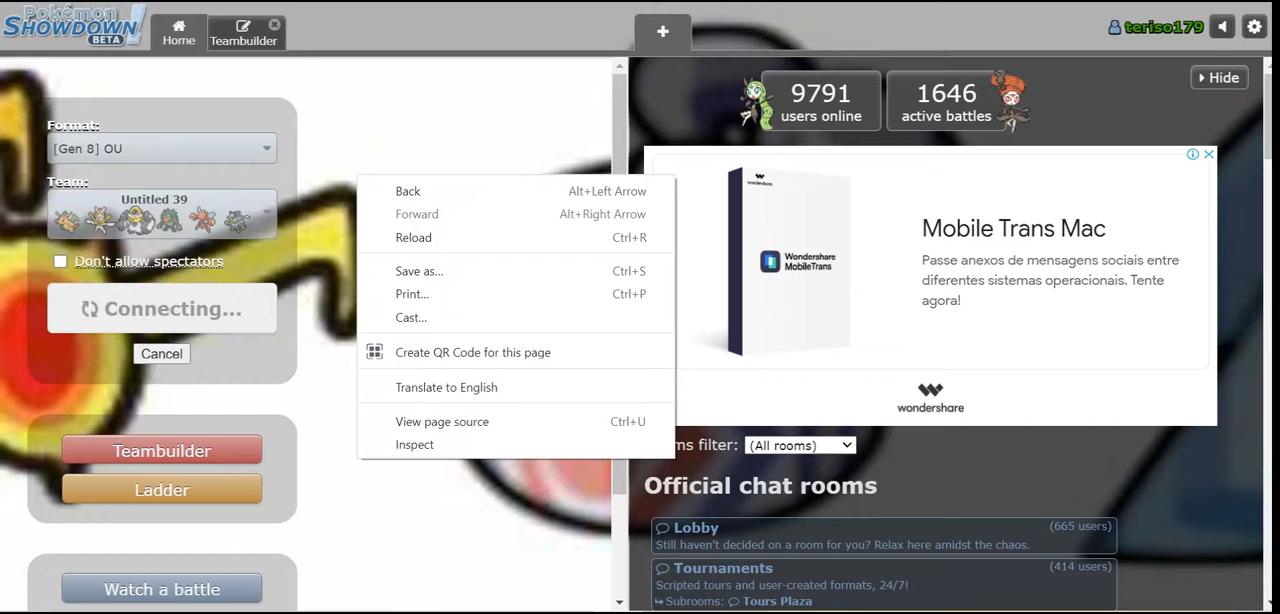 Pokémon
SHOWDOWN!
BETA
Home
Teambuilder
+
teriso179
Format:
[Gen 8] OU
Team:
Untitled 39
Don't allow spectators
Connecting...
Cancel
Teambuilder
Ladder
Watch a battle
Back Alt+Left Arrow
Forward Alt+Right Arrow
Reload Ctrl+R
Save as... Ctrl+S
Print... Ctrl+P
Cast...
Create QR Code for this page
Translate to English
View page source Ctrl+U
Inspect
9791
users online
1646
active battles
Hide
wondershare
Wondershare
MobileTrans
Mobile Trans Mac
Passe anexos de mensagens sociais entre
diferentes sistemas operacionais. Tente
agora!
wondershare
ms filter: (All rooms)
Official chat rooms
Lobby (665 users)
Still haven't decided on a room for you? Relax here amidst the chaos.
Tournaments (414 users)
Scripted tours and user-created formats, 24/7!
↳ Subrooms: Tours Plaza